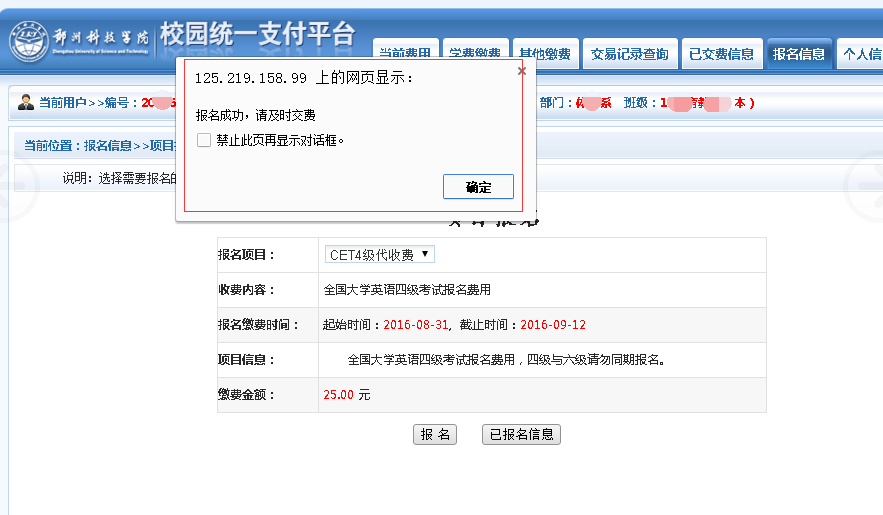 郑州科技学院
Zhengzhou University of Science and Technology
校园统一支付平台
当前费用 学费缴费 其他缴费 交易记录查询 已交费信息 报名信息 个人信
125.219.158.99 上的网页显示：
当前用户>>编号：20 部门：体 系 班级：1 本）
报名成功，请及时交费
禁止此页再显示对话框。
当前位置：报名信息>>项目
说明：选择需要报名的
确定
报名项目： CET4级代收费
收费内容： 全国大学英语四级考试报名费用
报名缴费时间： 起始时间：2016-08-31, 截止时间：2016-09-12
项目信息： 全国大学英语四级考试报名费用，四级与六级请勿同期报名。
缴费金额： 25.00 元
报 名 已报名信息